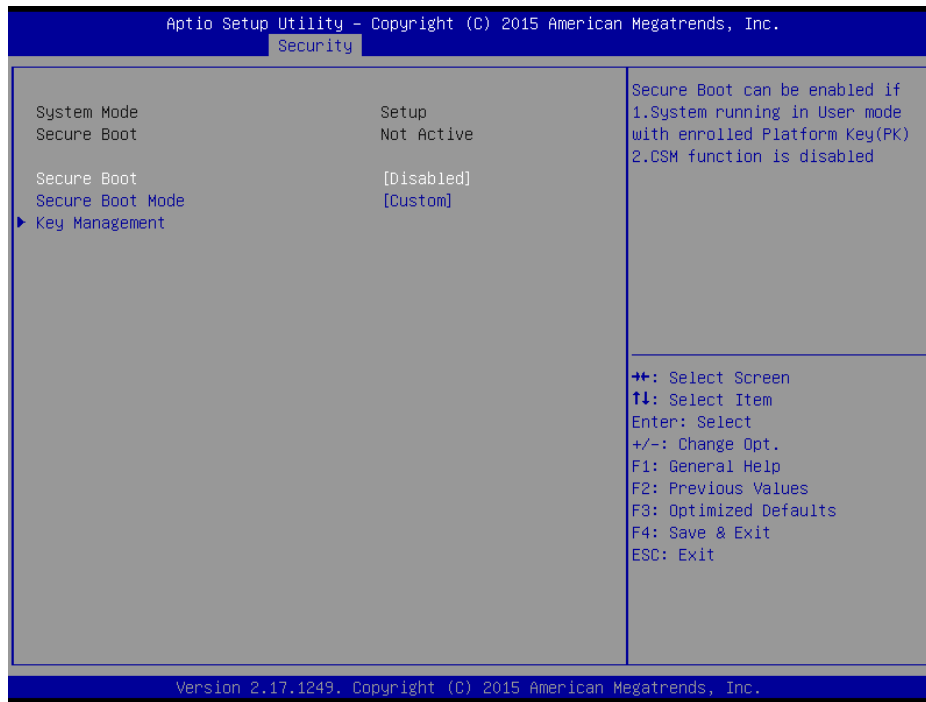 Aptio Setup Utility – Copyright (C) 2015 American Megatrends, Inc.
Security
System Mode Setup
Secure Boot Not Active
Secure Boot [Disabled]
Secure Boot Mode [Custom]
Key Management
Secure Boot can be enabled if
1.System running in User mode
with enrolled Platform Key(PK)
2.CSM function is disabled
→←: Select Screen
↑↓: Select Item
Enter: Select
+/-: Change Opt.
F1: General Help
F2: Previous Values
F3: Optimized Defaults
F4: Save & Exit
ESC: Exit
Version 2.17.1249. Copyright (C) 2015 American Megatrends, Inc.